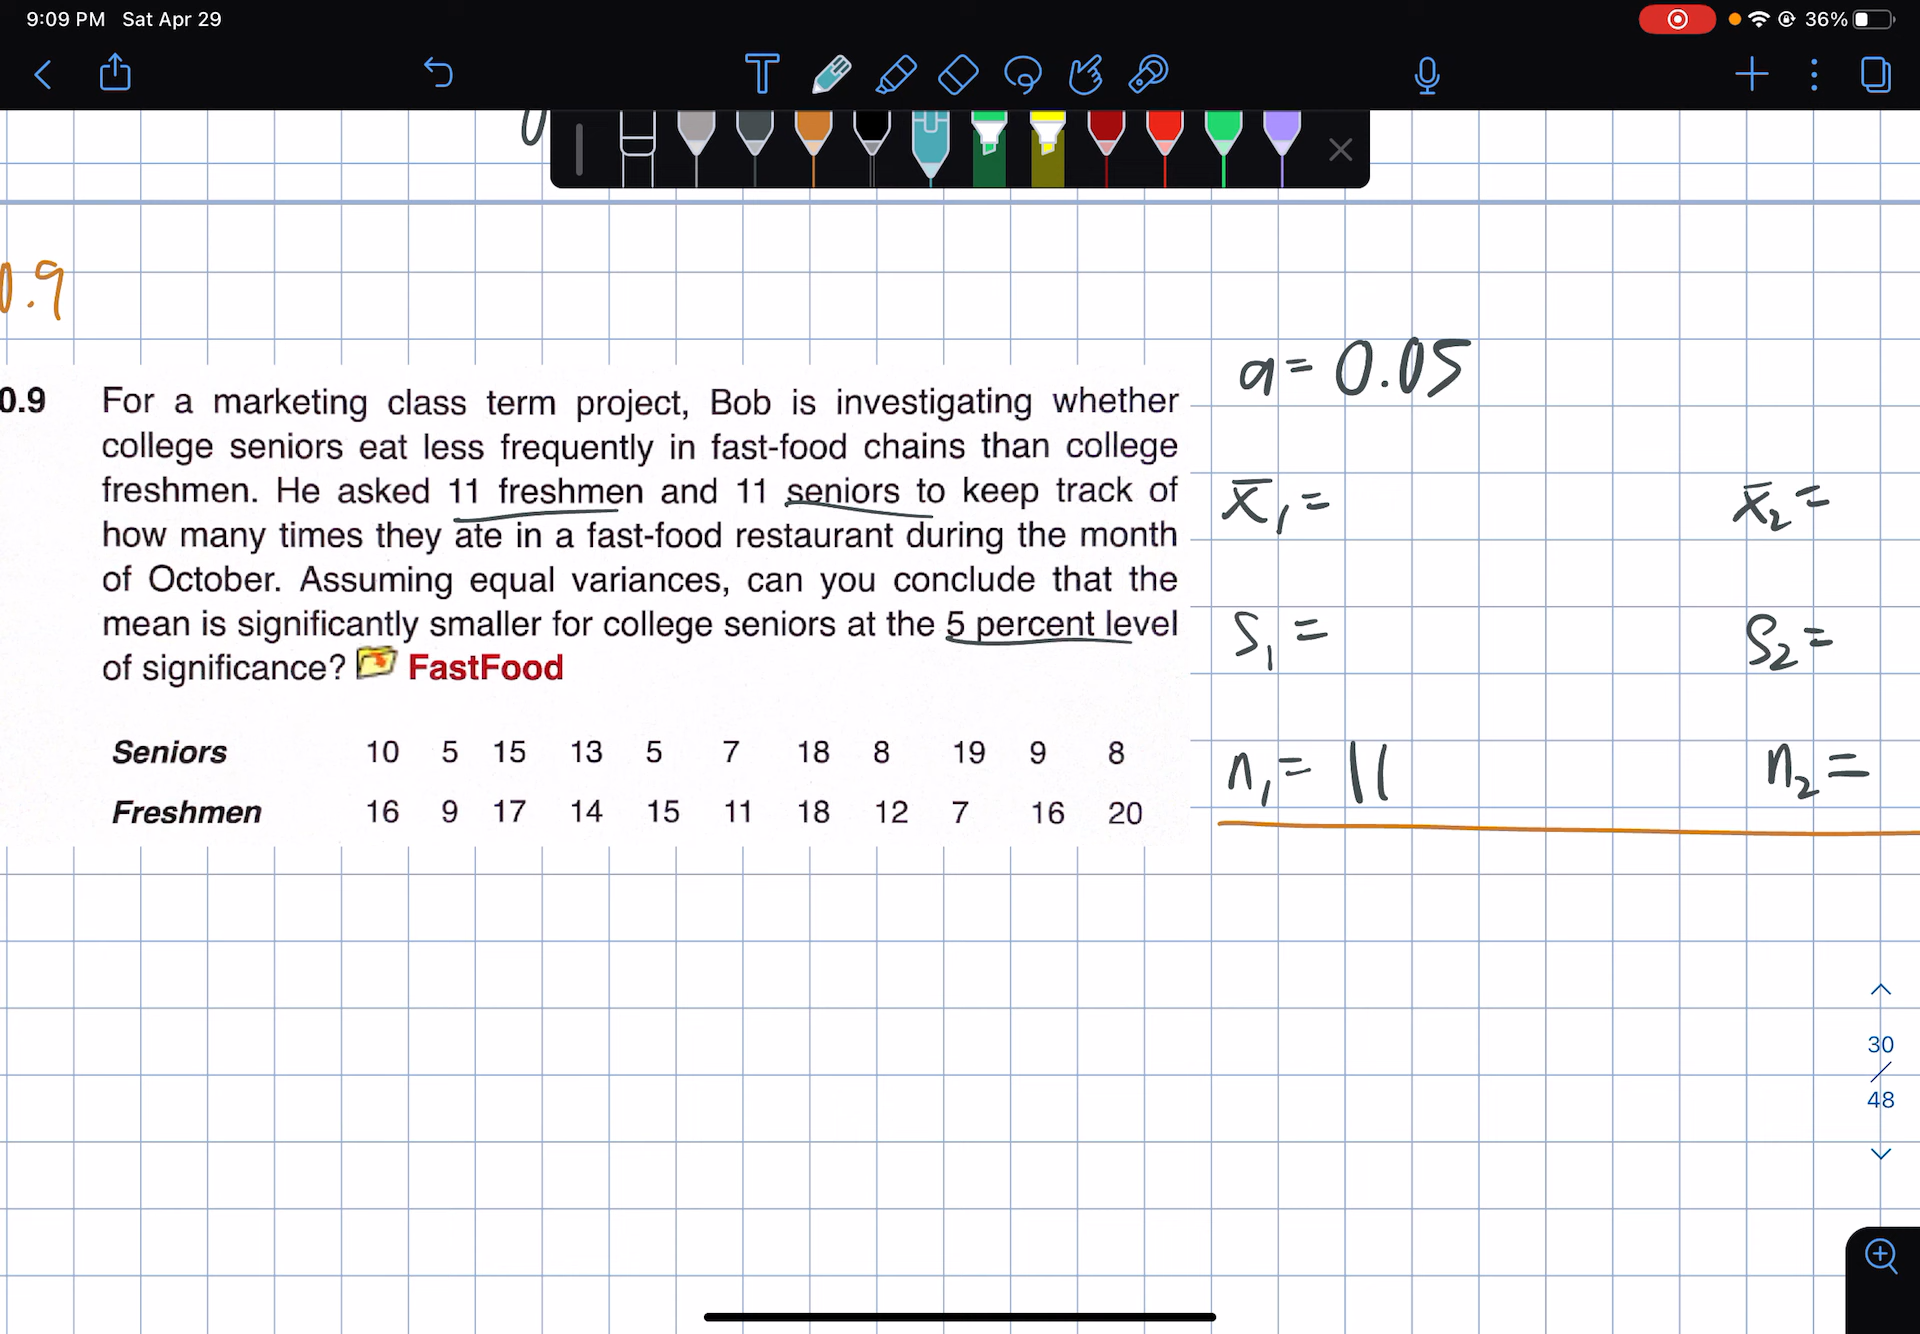 9:09 PM Sat Apr 29
36%
0.9
0.9 For a marketing class term project, Bob is investigating whether
college seniors eat less frequently in fast-food chains than college
freshmen. He asked 11 freshmen and 11 seniors to keep track of
how many times they ate in a fast-food restaurant during the month
of October. Assuming equal variances, can you conclude that the
mean is significantly smaller for college seniors at the 5 percent level
of significance? FastFood
Seniors 10 5 15 13 5 7 18 8 19 9 8
Freshmen 16 9 17 14 15 11 18 12 7 16 20
a = 0.05
x̄₁ = x̄₂ =
S₁ = S₂ =
n₁ = 11 n₂ =
30
/
48